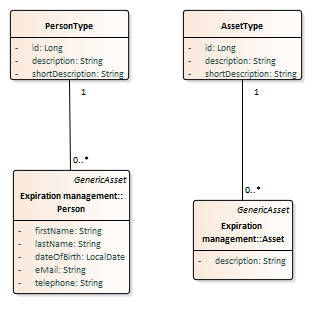 PersonType
- id: Long
- description: String
- shortDescription: String
1
0..*
GenericAsset
Expiration management::
Person
- firstName: String
- lastName: String
- dateOfBirth: LocalDate
- eMail: String
- telephone: String
AssetType
- id: Long
- description: String
- shortDescription: String
1
0..*
GenericAsset
Expiration
management::Asset
- description: String